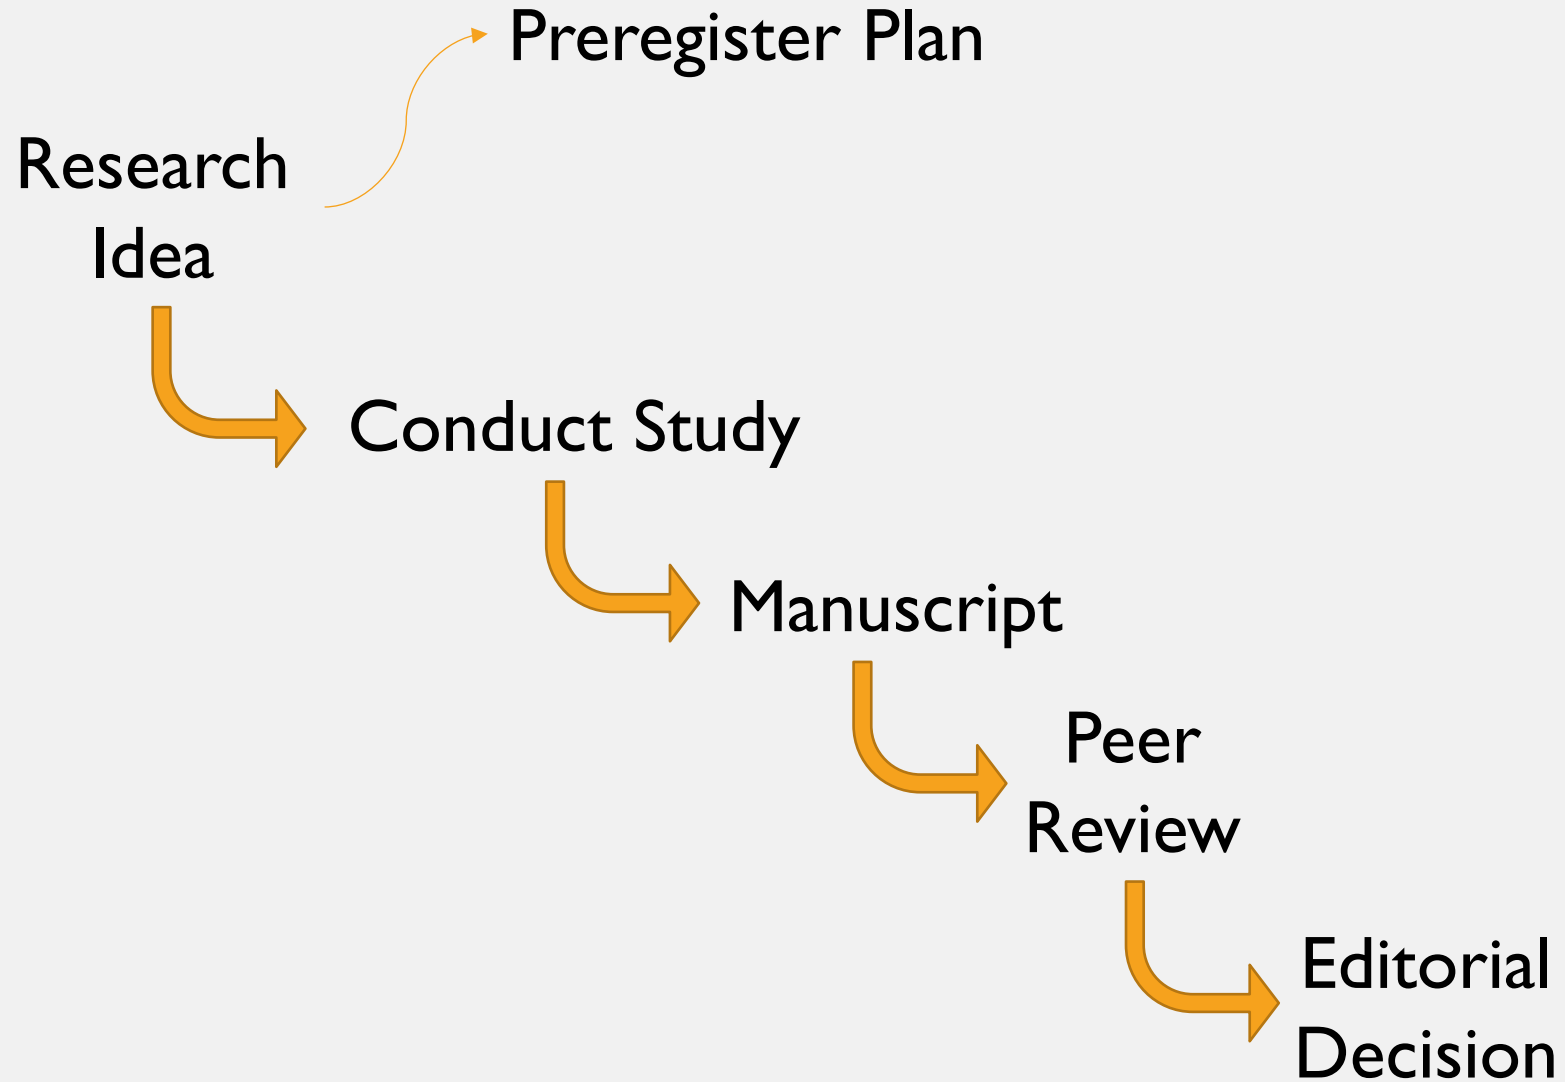 Preregister Plan
Research
Idea
Conduct Study
Manuscript
Peer
Review
Editorial
Decision